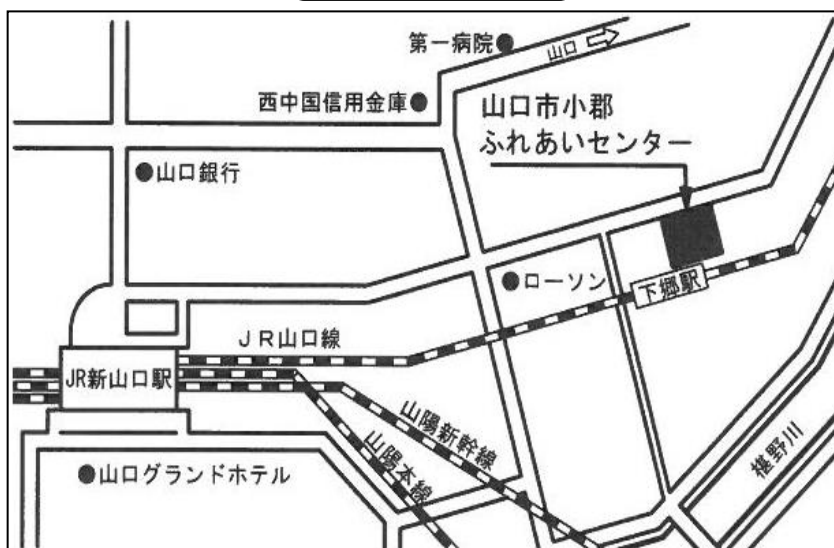 第一病院
山口
西中国信用金庫
山口市小郡
ふれあいセンター
山口銀行
ローソン
下郷駅
JR山口線
JR新山口駅
山陽新幹線
山陽本線
山口グランドホテル
椹野川